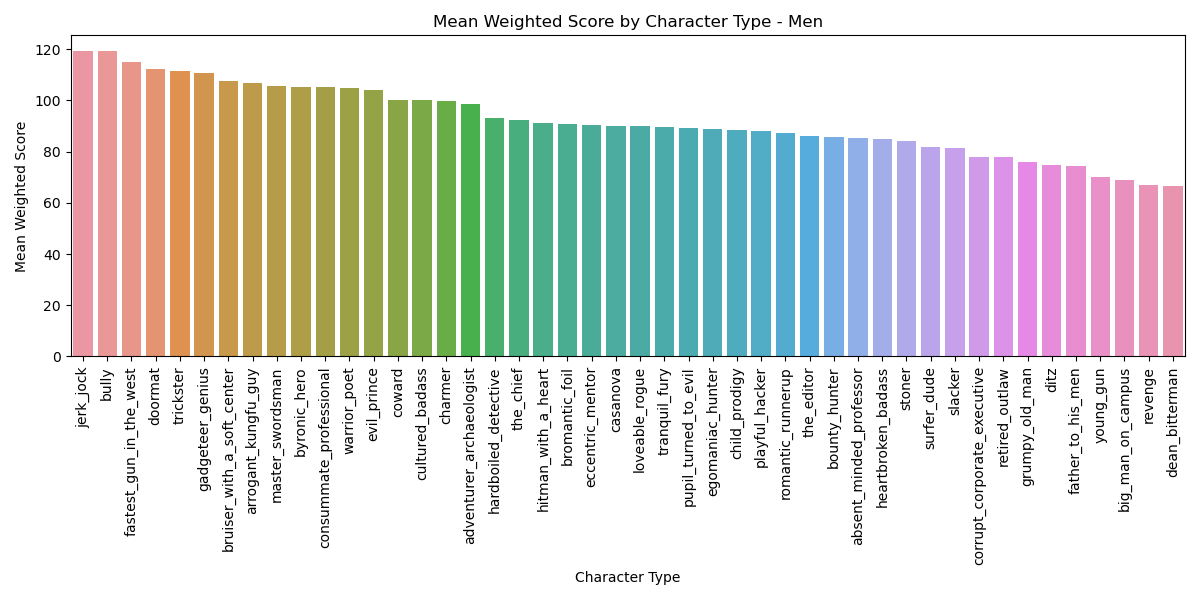 Mean Weighted Score by Character Type - Men
Mean Weighted Score
120
100
80
60
40
20
0
jerk_jock
bully
fastest_gun_in_the_west
doormat
trickster
gadgeteer_genius
bruiser_with_a_soft_center
arrogant_kungfu_guy
master_swordsman
byronic_hero
consummate_professional
warrior_poet
evil_prince
coward
cultured_badass
charmer
adventurer_archaeologist
hardboiled_detective
the_chief
hitman_with_a_heart
bromantic_foil
eccentric_mentor
casanova
loveable_rogue
tranquil_fury
pupil_turned_to_evil
egomaniac_hunter
child_prodigy
playful_hacker
romantic_runnerup
the_editor
bounty_hunter
absent_minded_professor
heartbroken_badass
stoner
surfer_dude
slacker
corrupt_corporate_executive
retired_outlaw
grumpy_old_man
ditz
father_to_his_men
young_gun
big_man_on_campus
revenge
dean_bitterman
Character Type